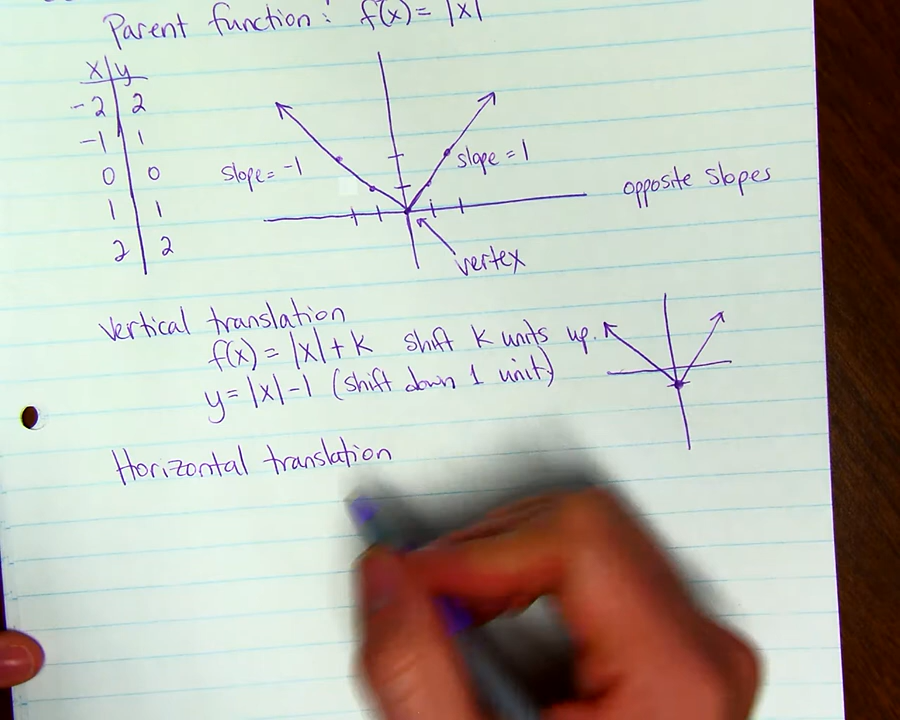 Parent function: f(x) = |x|
x y
-2 2
-1 1
0 0
1 1
2 2
slope = -1
slope = 1
opposite slopes
vertex
Vertical translation
f(x) = |x| + k shift k units up.
y = |x| - 1 (shift down 1 unit)
Horizontal translation